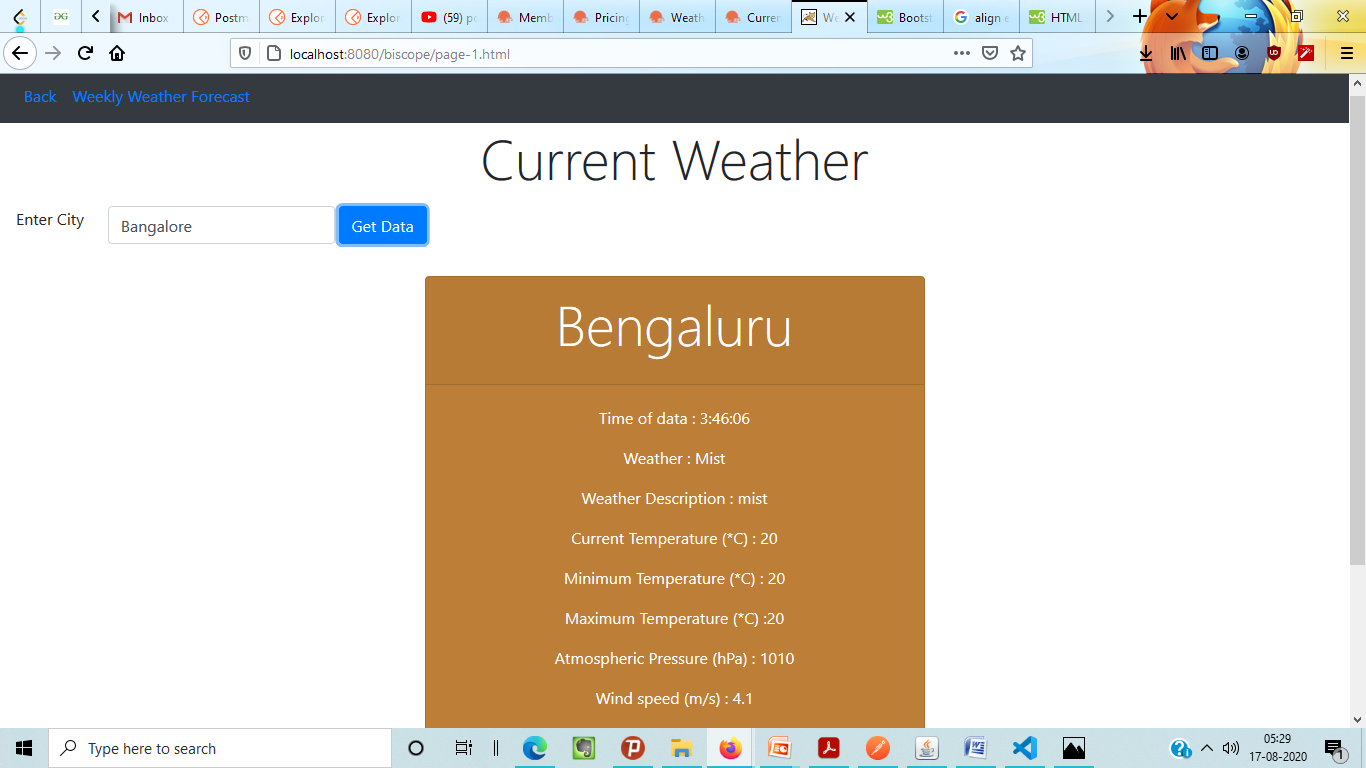 Inbox
Postm
Explor
Explor
(59) p
Memb
Pricing
Weath
Curren
We
Bootst
align e
HTML
localhost:8080/biscope/page-1.html
Back Weekly Weather Forecast
Current Weather
Enter City Bangalore Get Data
Bengaluru
Time of data : 3:46:06
Weather : Mist
Weather Description : mist
Current Temperature (*C) : 20
Minimum Temperature (*C) : 20
Maximum Temperature (*C) :20
Atmospheric Pressure (hPa) : 1010
Wind speed (m/s) : 4.1
Type here to search
05:29
17-08-2020
1